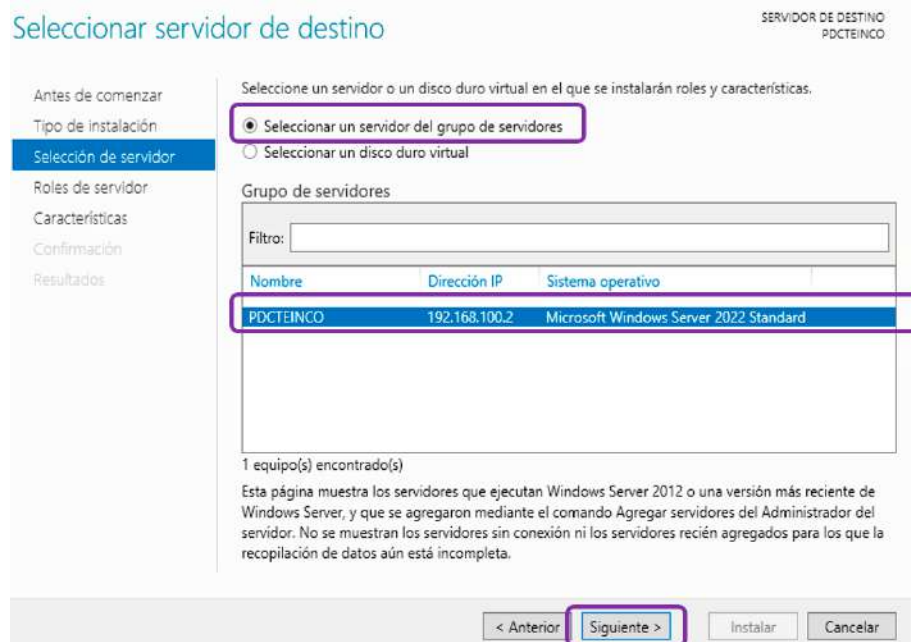 Seleccionar servidor de destino
SERVIDOR DE DESTINO
PDCTEINCO
Antes de comenzar
Tipo de instalación
Selección de servidor
Roles de servidor
Características
Confirmación
Resultados
Seleccione un servidor o un disco duro virtual en el que se instalarán roles y características.
Seleccionar un servidor del grupo de servidores
Seleccionar un disco duro virtual
Grupo de servidores
Filtro:
Nombre Dirección IP Sistema operativo
PDCTEINCO 192.168.100.2 Microsoft Windows Server 2022 Standard
1 equipo(s) encontrado(s)
Esta página muestra los servidores que ejecutan Windows Server 2012 o una versión más reciente de
Windows Server, y que se agregaron mediante el comando Agregar servidores del Administrador del
servidor. No se muestran los servidores sin conexión ni los servidores recién agregados para los que la
recopilación de datos aún está incompleta.
< Anterior Siguiente > Instalar Cancelar